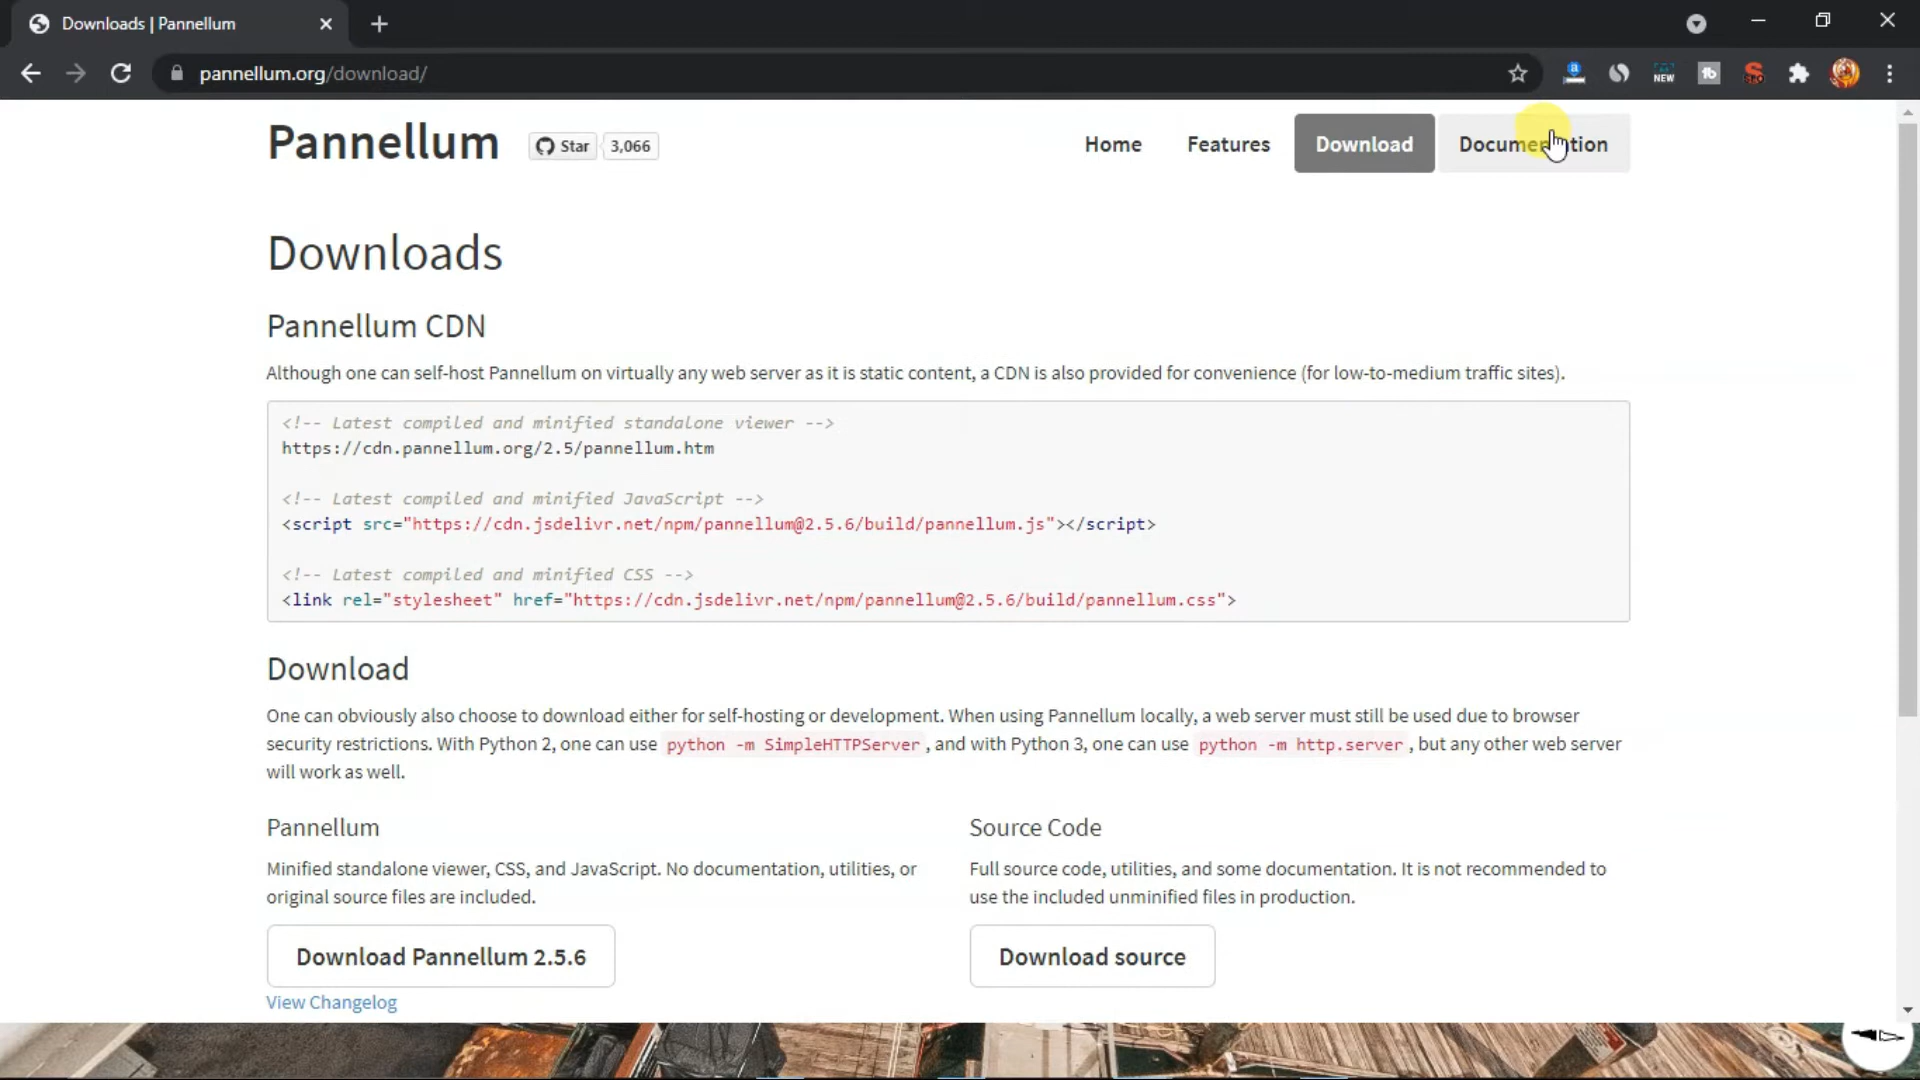 Downloads | Pannellum
pannellum.org/download/
NEW
SEO
Pannellum
Star
3,066
Home
Features
Download
Documentation
Downloads
Pannellum CDN
Although one can self-host Pannellum on virtually any web server as it is static content, a CDN is also provided for convenience (for low-to-medium traffic sites).
<!-- Latest compiled and minified standalone viewer -->
https://cdn.pannellum.org/2.5/pannellum.htm
<!-- Latest compiled and minified JavaScript -->
<script src="https://cdn.jsdelivr.net/npm/pannellum@2.5.6/build/pannellum.js"></script>
<!-- Latest compiled and minified CSS -->
<link rel="stylesheet" href="https://cdn.jsdelivr.net/npm/pannellum@2.5.6/build/pannellum.css">
Download
One can obviously also choose to download either for self-hosting or development. When using Pannellum locally, a web server must still be used due to browser
security restrictions. With Python 2, one can use python -m SimpleHTTPServer , and with Python 3, one can use python -m http.server , but any other web server
will work as well.
Pannellum
Minified standalone viewer, CSS, and JavaScript. No documentation, utilities, or
original source files are included.
Download Pannellum 2.5.6
View Changelog
Source Code
Full source code, utilities, and some documentation. It is not recommended to
use the included unminified files in production.
Download source